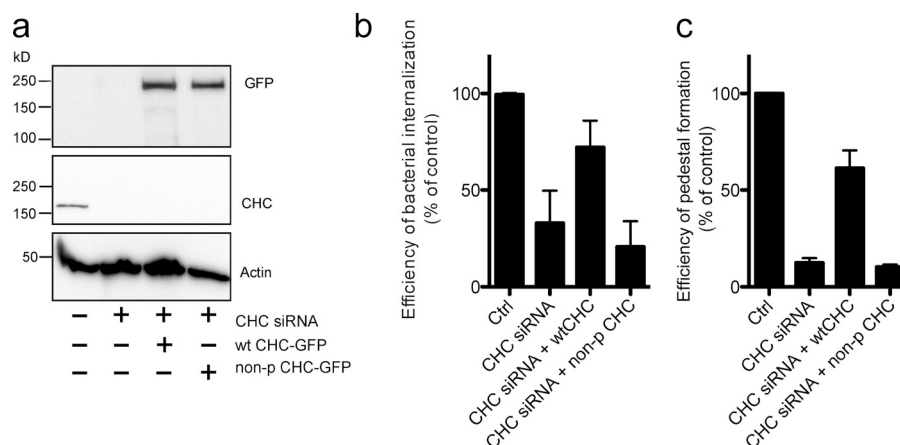 a
kD
250
150
100
GFP
250
150
CHC
50
Actin
− + + + CHC siRNA
− − + − wt CHC-GFP
− − − + non-p CHC-GFP
b
Efficiency of bacterial internalization
(% of control)
100
50
0
Ctrl
CHC siRNA
CHC siRNA + wtCHC
CHC siRNA + non-p CHC
c
Efficiency of pedestal formation
(% of control)
100
50
0
Ctrl
CHC siRNA
CHC siRNA + wtCHC
CHC siRNA + non-p CHC